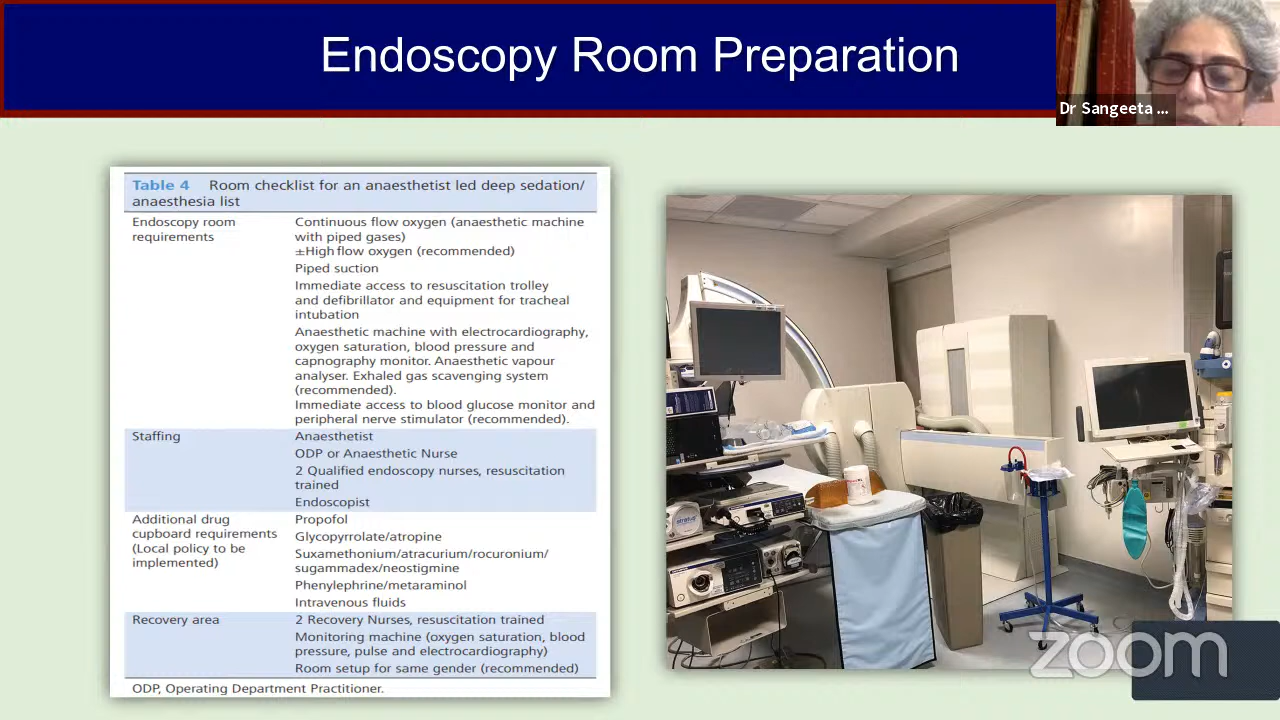 Endoscopy Room Preparation
Dr Sangeeta ...
Table 4 Room checklist for an anaesthetist led deep sedation/
anaesthesia list
Endoscopy room
requirements
Continuous flow oxygen (anaesthetic machine
with piped gases)
±High flow oxygen (recommended)
Piped suction
Immediate access to resuscitation trolley
and defibrillator and equipment for tracheal
intubation
Anaesthetic machine with electrocardiography,
oxygen saturation, blood pressure and
capnography monitor. Anaesthetic vapour
analyser. Exhaled gas scavenging system
(recommended).
Immediate access to blood glucose monitor and
peripheral nerve stimulator (recommended).
Staffing
Anaesthetist
ODP or Anaesthetic Nurse
2 Qualified endoscopy nurses, resuscitation
trained
Endoscopist
Additional drug
cupboard requirements
(Local policy to be
implemented)
Propofol
Glycopyrrolate/atropine
Suxamethonium/atracurium/rocuronium/
sugammadex/neostigmine
Phenylephrine/metaraminol
Intravenous fluids
Recovery area
2 Recovery Nurses, resuscitation trained
Monitoring machine (oxygen saturation, blood
pressure, pulse and electrocardiography)
Room setup for same gender (recommended)
ODP, Operating Department Practitioner.
zoom